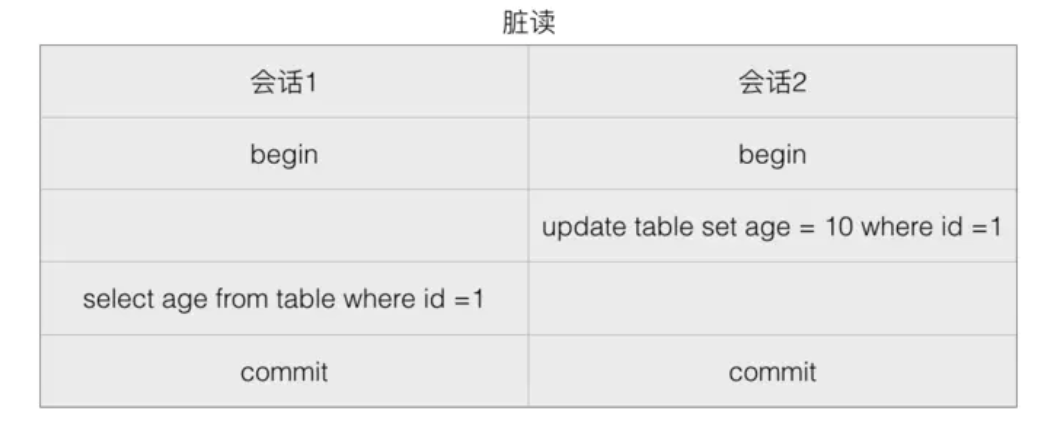 脏读
会话1 会话2
begin begin
update table set age = 10 where id =1
select age from table where id =1
commit commit